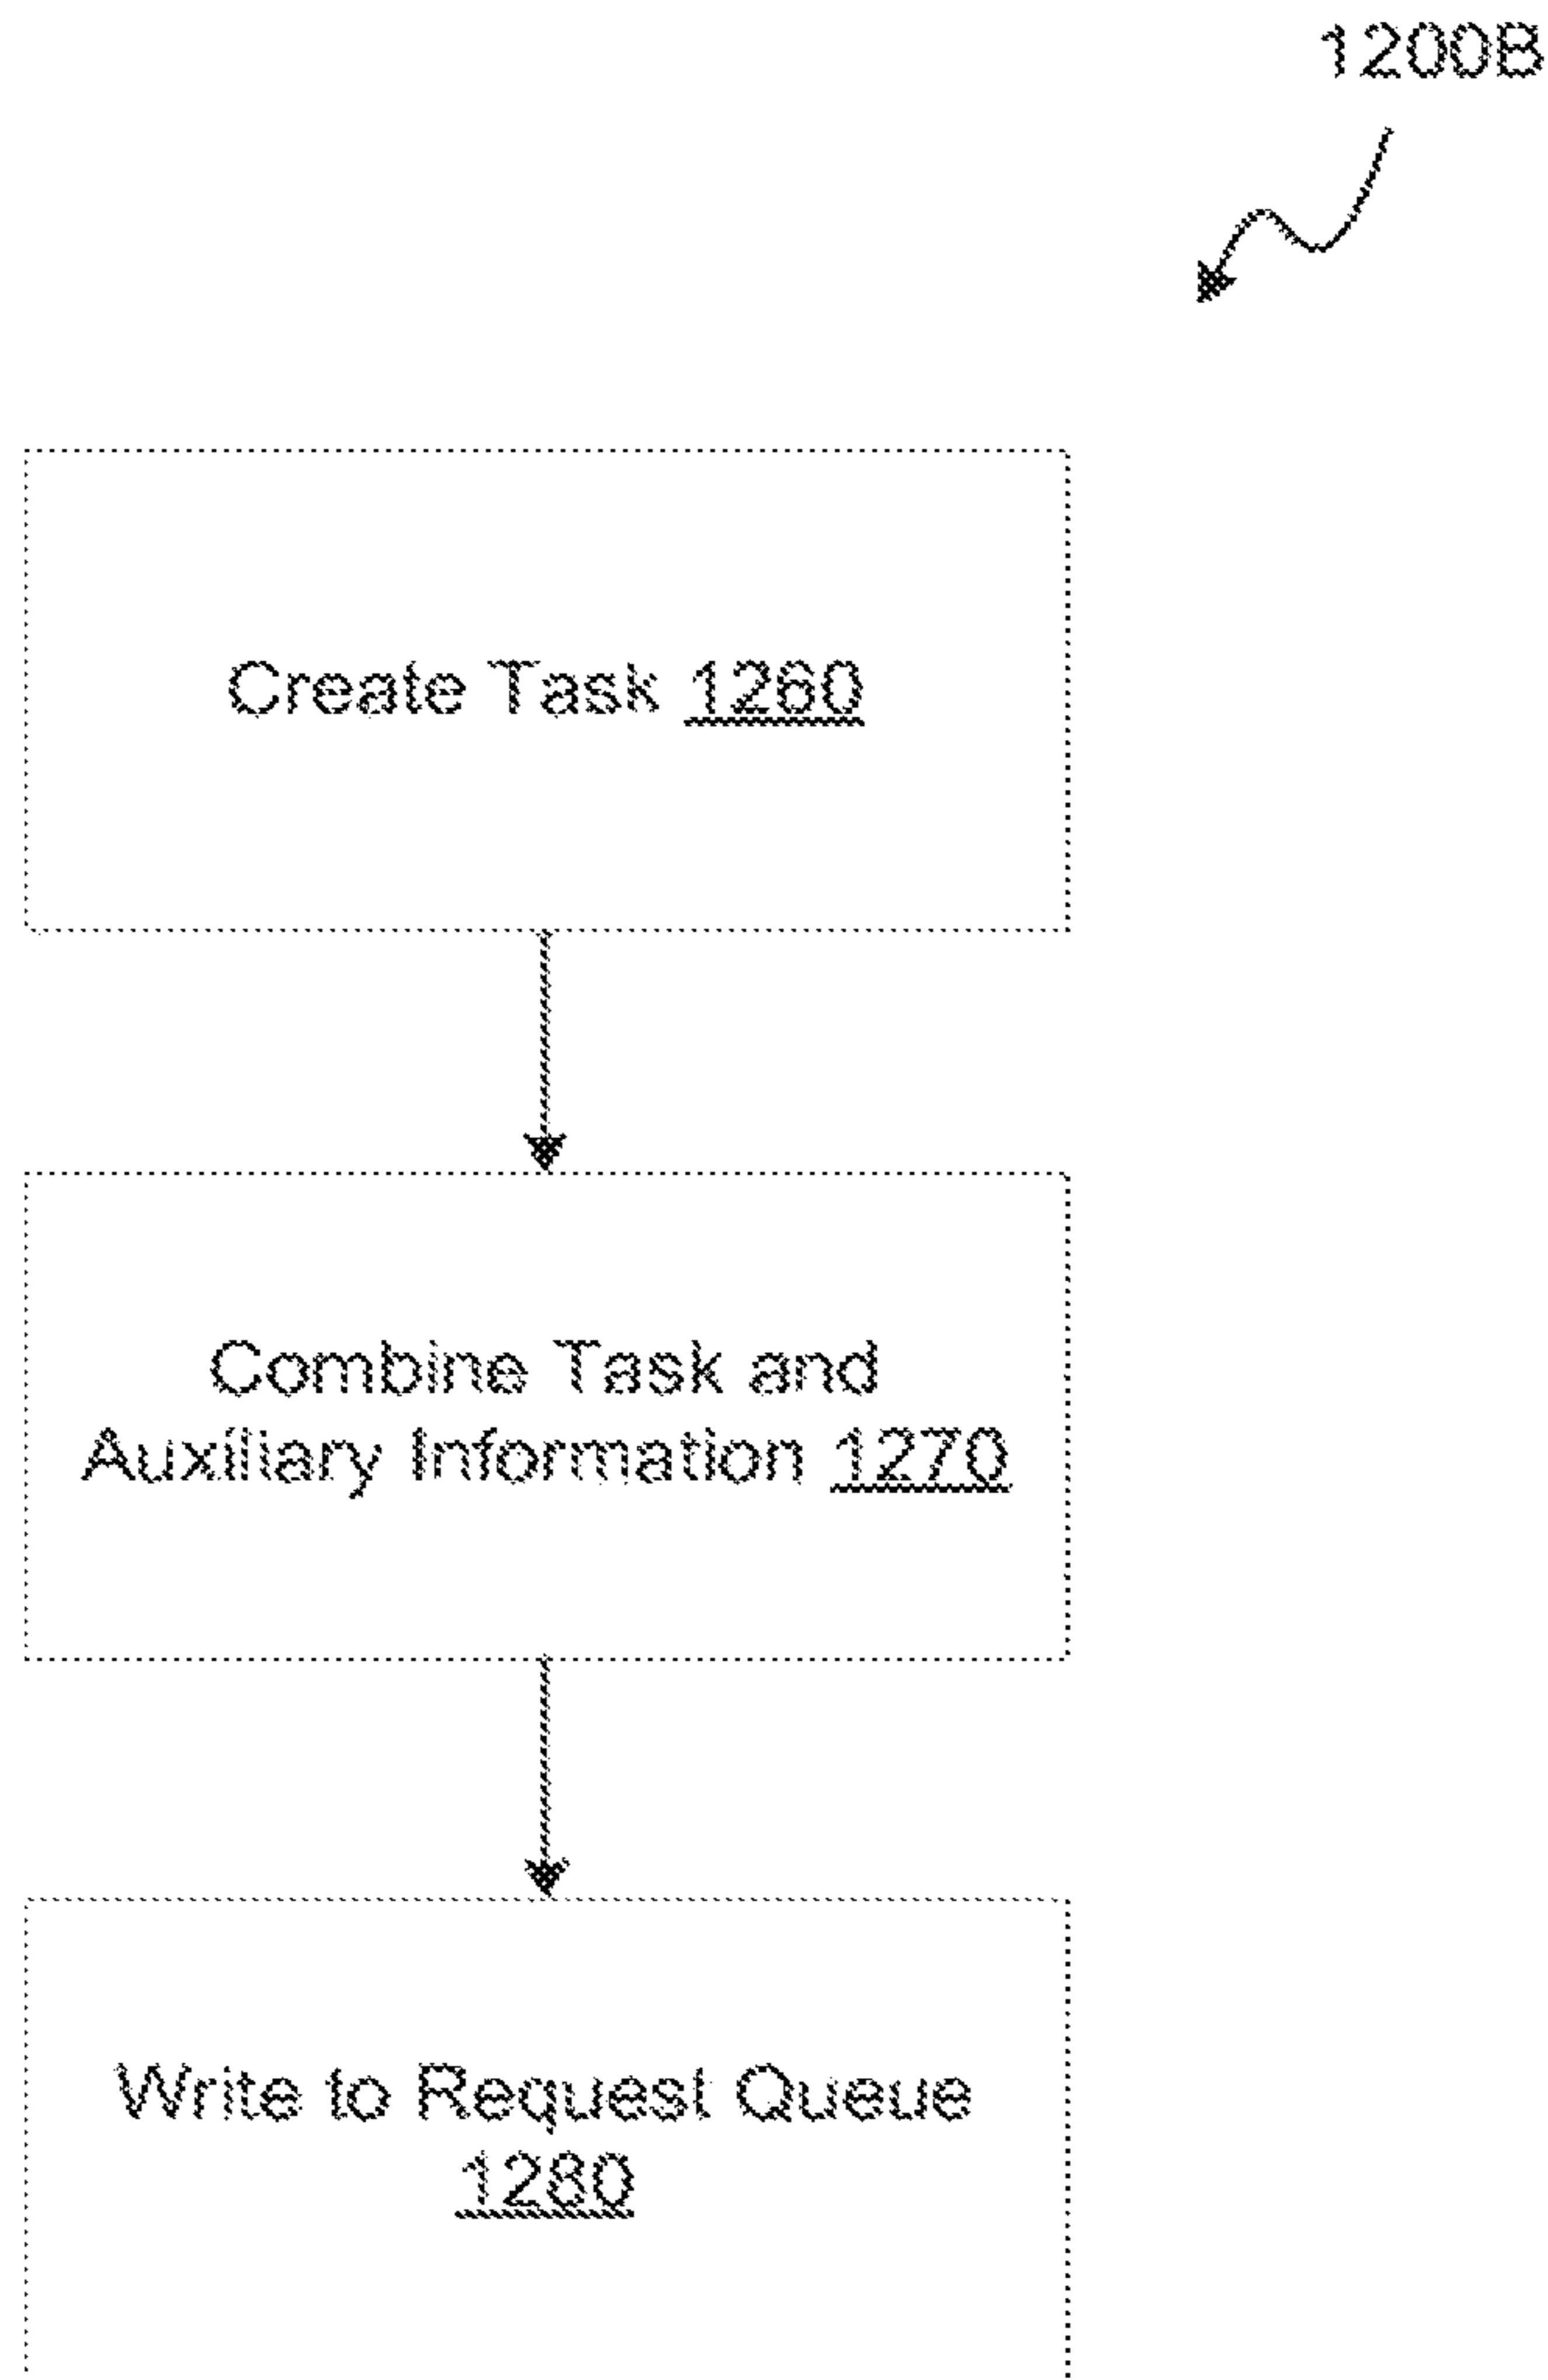 1200B
Create Task 1260
Combine Task and
Auxiliary Information 1270
Write to Request Queue
1280